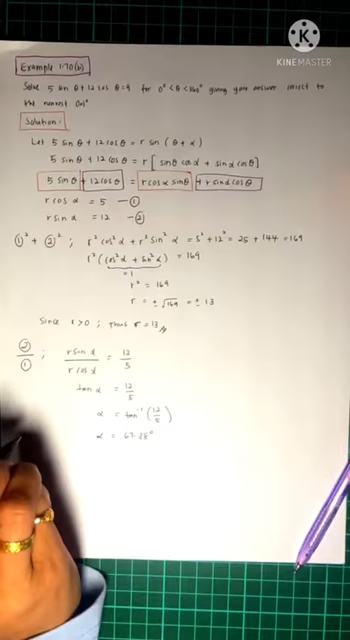 KINEMASTER
Example 1.70(b)
Solve 5 sin θ + 12 cos θ = 9 for 0° < θ < 360° giving your answer correct to
the nearest
Solution:
Let 5 sin θ + 12 cos θ = r sin (θ + α)
5 sin θ + 12 cos θ = r [sin θ cos α + sin α cos θ]
5 sin θ + 12 cos θ = r cos α sin θ + r sin α cos θ
r cos α = 5 - ①
r sin α = 12 - ②
①² + ②² ; r² cos² α + r² sin² α = 5² + 12² = 25 + 144 = 169
r² (cos² α + sin² α) = 169
= 1
r² = 169
r = ± √169 = ± 13
Since r > 0 ; thus r = 13
②/① ; r sin α / r cos α = 12/5
tan α = 12/5
α = tan⁻¹ (12/5)
α = 67.38°